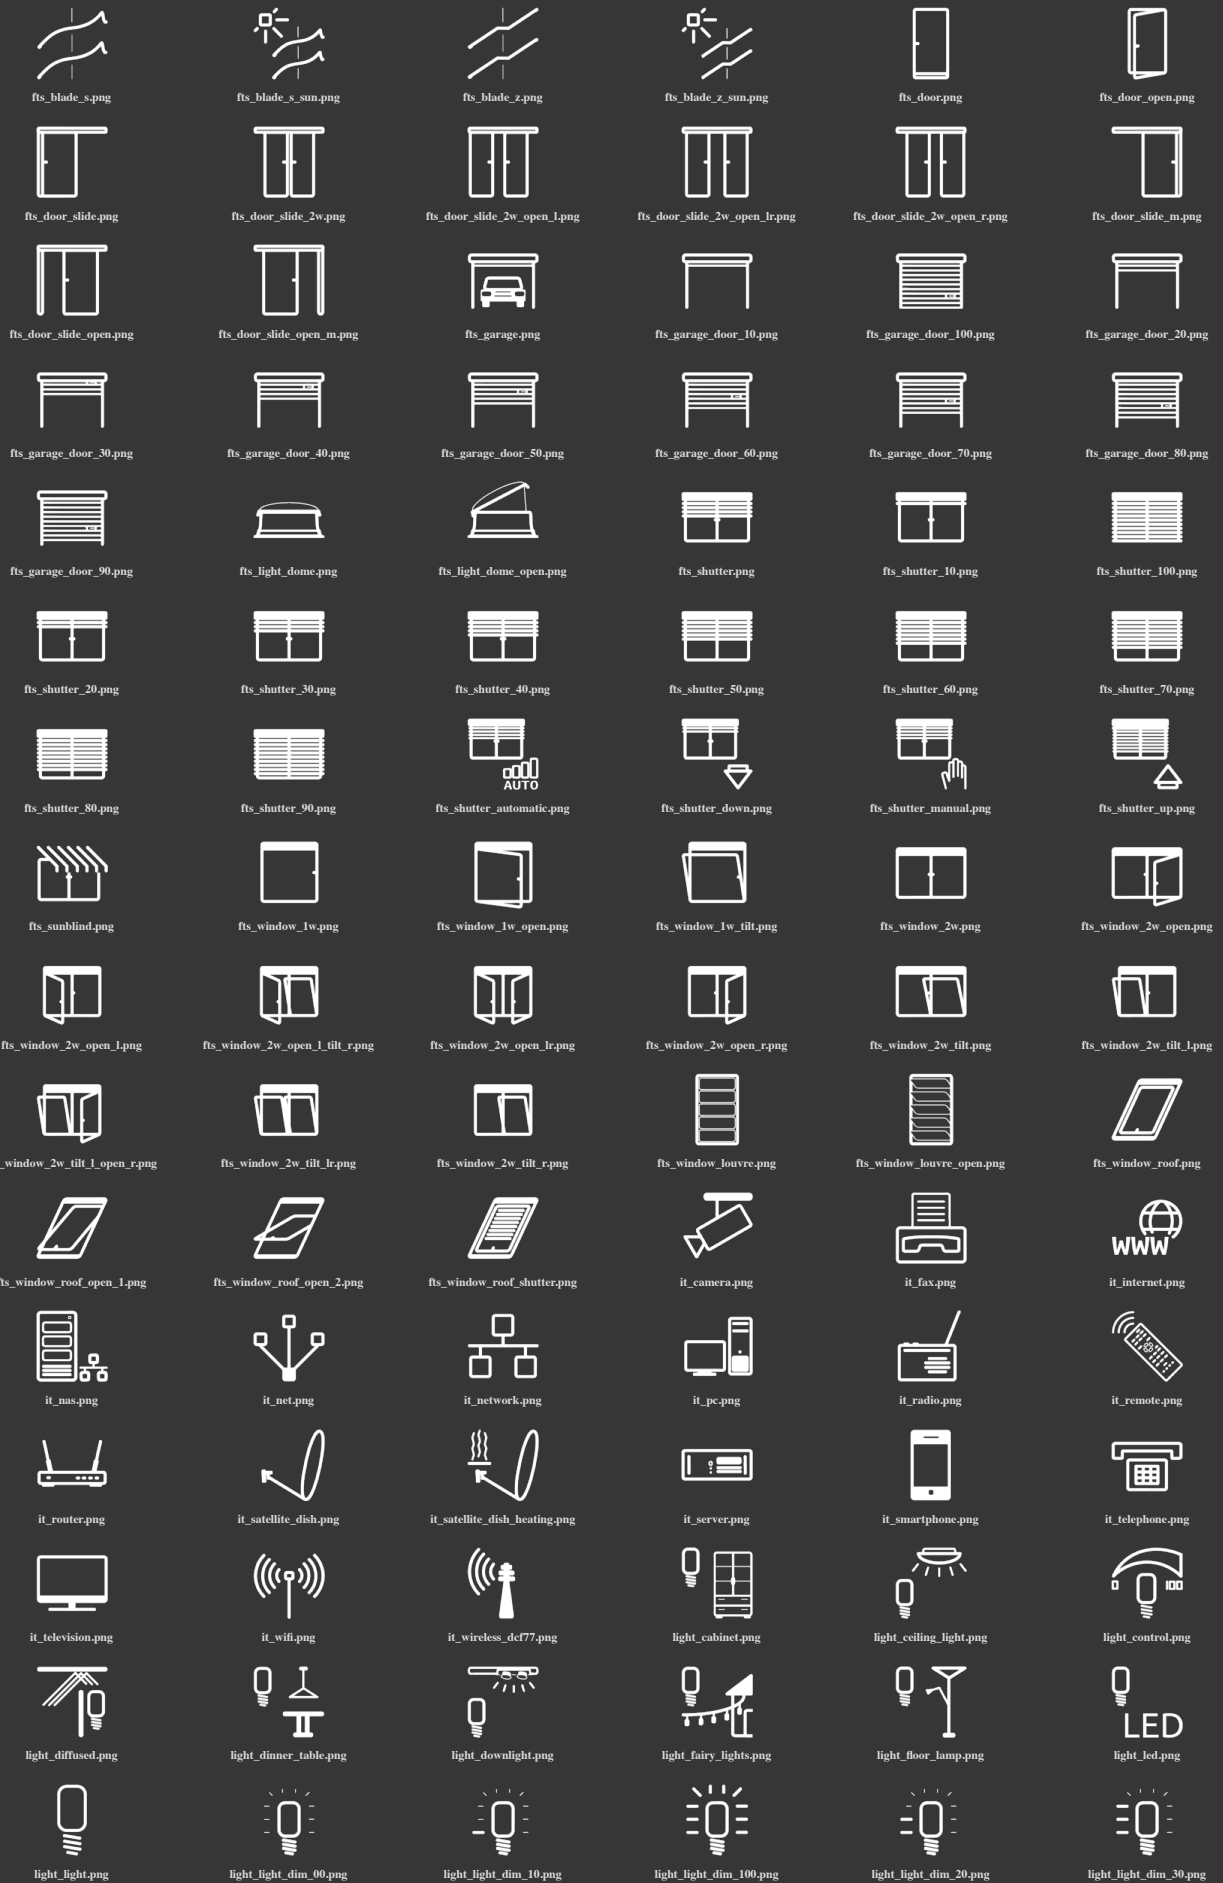 fts_blade_s.png
fts_blade_s_sun.png
fts_blade_z.png
fts_blade_z_sun.png
fts_door.png
fts_door_open.png
fts_door_slide.png
fts_door_slide_2w.png
fts_door_slide_2w_open_l.png
fts_door_slide_2w_open_lr.png
fts_door_slide_2w_open_r.png
fts_door_slide_m.png
fts_door_slide_open.png
fts_door_slide_open_m.png
fts_garage.png
fts_garage_door_10.png
fts_garage_door_100.png
fts_garage_door_20.png
fts_garage_door_30.png
fts_garage_door_40.png
fts_garage_door_50.png
fts_garage_door_60.png
fts_garage_door_70.png
fts_garage_door_80.png
fts_garage_door_90.png
fts_light_dome.png
fts_light_dome_open.png
fts_shutter.png
fts_shutter_10.png
fts_shutter_100.png
fts_shutter_20.png
fts_shutter_30.png
fts_shutter_40.png
fts_shutter_50.png
fts_shutter_60.png
fts_shutter_70.png
AUTO
fts_shutter_80.png
fts_shutter_90.png
fts_shutter_automatic.png
fts_shutter_down.png
fts_shutter_manual.png
fts_shutter_up.png
fts_sunblind.png
fts_window_1w.png
fts_window_1w_open.png
fts_window_1w_tilt.png
fts_window_2w.png
fts_window_2w_open.png
fts_window_2w_open_l.png
fts_window_2w_open_l_tilt_r.png
fts_window_2w_open_lr.png
fts_window_2w_open_r.png
fts_window_2w_tilt.png
fts_window_2w_tilt_l.png
_window_2w_tilt_l_open_r.png
fts_window_2w_tilt_lr.png
fts_window_2w_tilt_r.png
fts_window_louvre.png
fts_window_louvre_open.png
fts_window_roof.png
WWW
fts_window_roof_open_1.png
fts_window_roof_open_2.png
fts_window_roof_shutter.png
it_camera.png
it_fax.png
it_internet.png
it_nas.png
it_net.png
it_network.png
it_pc.png
it_radio.png
it_remote.png
it_router.png
it_satellite_dish.png
it_satellite_dish_heating.png
it_server.png
it_smartphone.png
it_telephone.png
0 100
it_television.png
it_wifi.png
it_wireless_dcf77.png
light_cabinet.png
light_ceiling_light.png
light_control.png
LED
light_diffused.png
light_dinner_table.png
light_downlight.png
light_fairy_lights.png
light_floor_lamp.png
light_led.png
light_light.png
light_light_dim_00.png
light_light_dim_10.png
light_light_dim_100.png
light_light_dim_20.png
light_light_dim_30.png